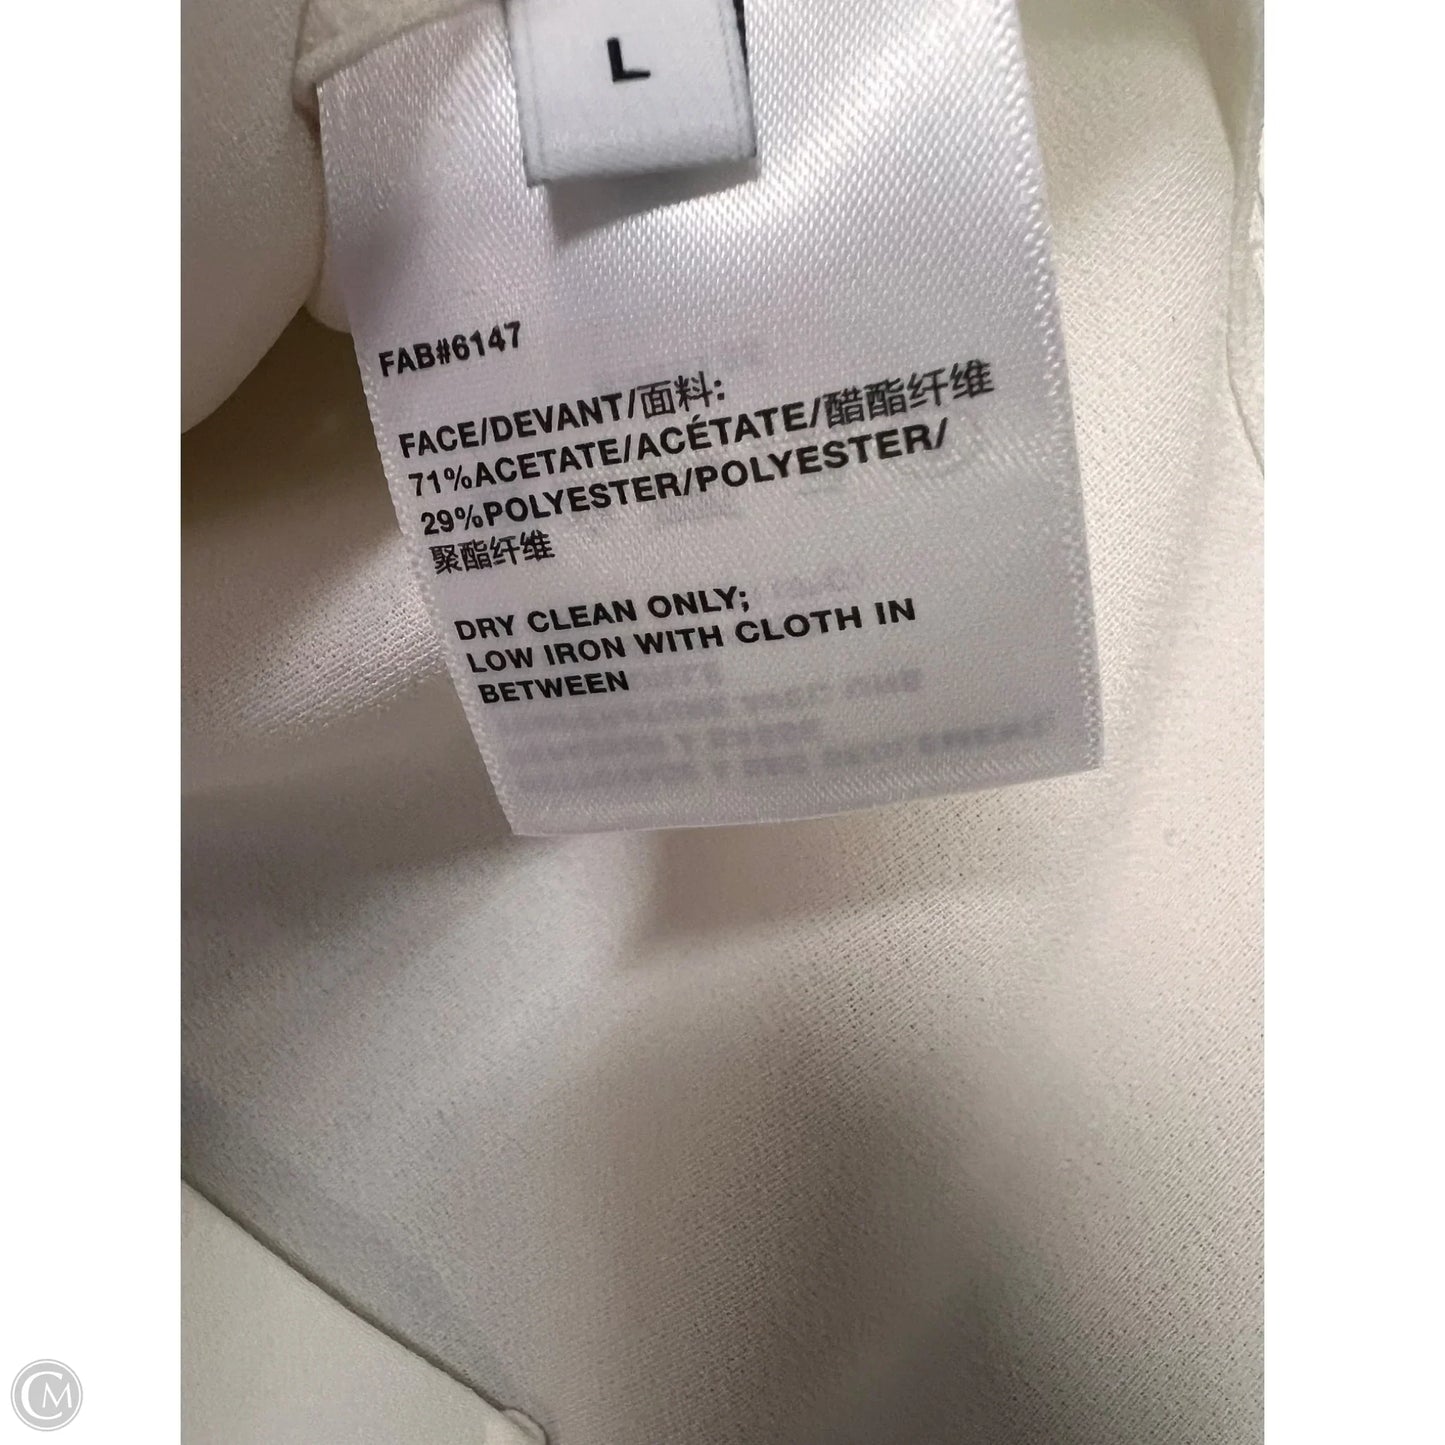 L
FAB#6147
FACE/DEVANT/面料:
71%ACETATE/ACÉTATE/醋酯纤维
29%POLYESTER/POLYESTER/
聚酯纤维
DRY CLEAN ONLY;
LOW IRON WITH CLOTH IN
BETWEEN
CM